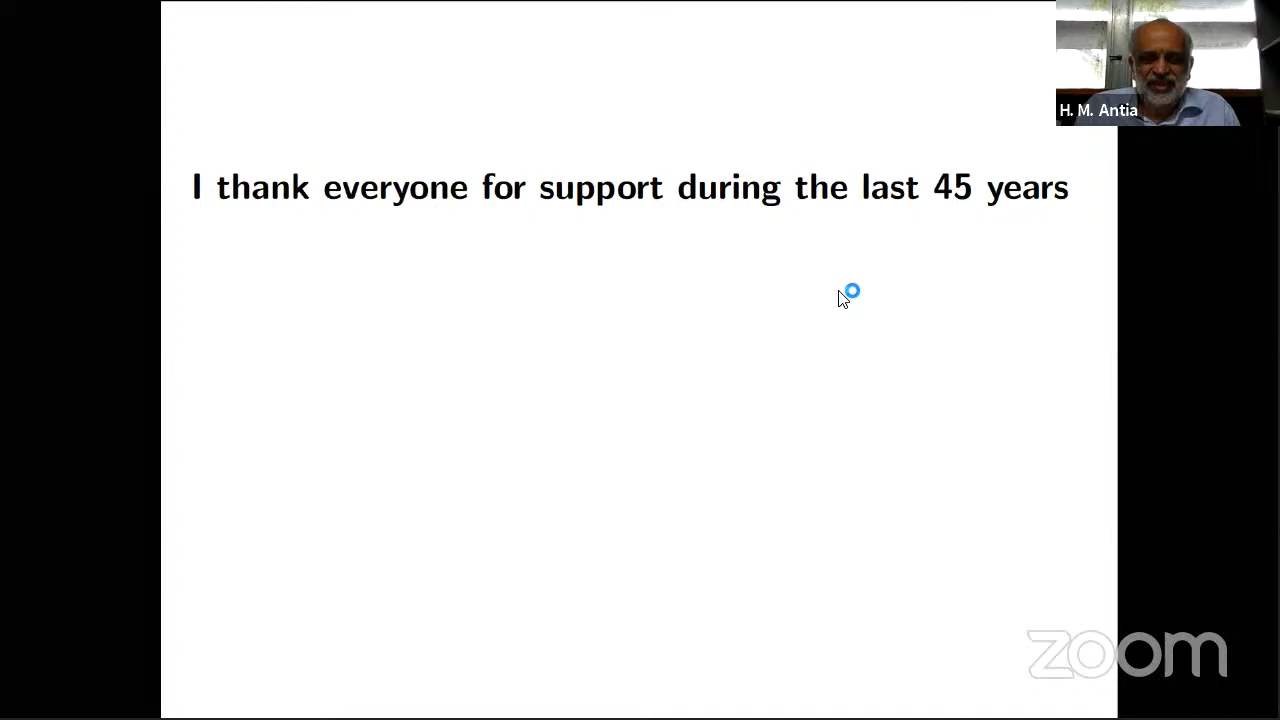 H. M. Antia
I thank everyone for support during the last 45 years
zoom